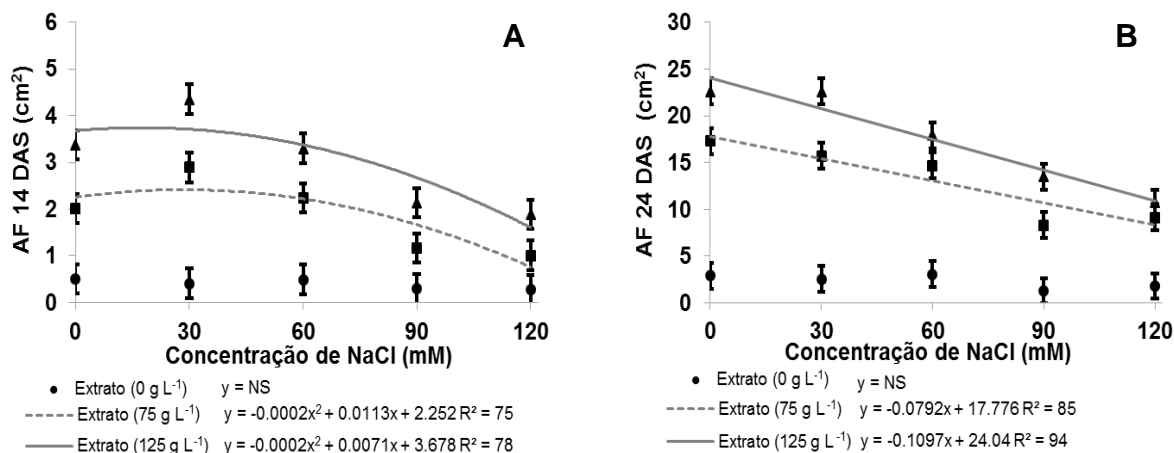 A
AF 14 DAS (cm²)
6
5
4
3
2
1
0
0 30 60 90 120
Concentração de NaCl (mM)
Extrato (0 g L⁻¹) y = NS
Extrato (75 g L⁻¹) y = -0.0002x² + 0.0113x + 2.252 R² = 75
Extrato (125 g L⁻¹) y = -0.0002x² + 0.0071x + 3.678 R² = 78
B
AF 24 DAS (cm²)
30
25
20
15
10
5
0
0 30 60 90 120
Concentração de NaCl (mM)
Extrato (0 g L⁻¹) y = NS
Extrato (75 g L⁻¹) y = -0.0792x + 17.776 R² = 85
Extrato (125 g L⁻¹) y = -0.1097x + 24.04 R² = 94